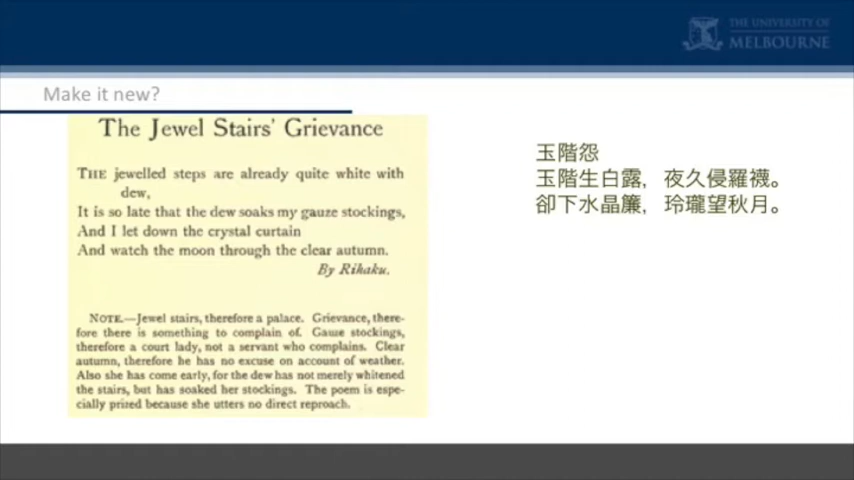 THE UNIVERSITY OF
MELBOURNE
Make it new?
The Jewel Stairs' Grievance
THE jewelled steps are already quite white with
dew,
It is so late that the dew soaks my gauze stockings,
And I let down the crystal curtain
And watch the moon through the clear autumn.
By Rihaku.
NOTE.—Jewel stairs, therefore a palace. Grievance, there-
fore there is something to complain of. Gauze stockings,
therefore a court lady, not a servant who complains. Clear
autumn, therefore he has no excuse on account of weather.
Also she has come early, for the dew has not merely whitened
the stairs, but has soaked her stockings. The poem is espe-
cially prized because she utters no direct reproach.
玉階怨
玉階生白露，夜久侵羅襪。
卻下水晶簾，玲瓏望秋月。